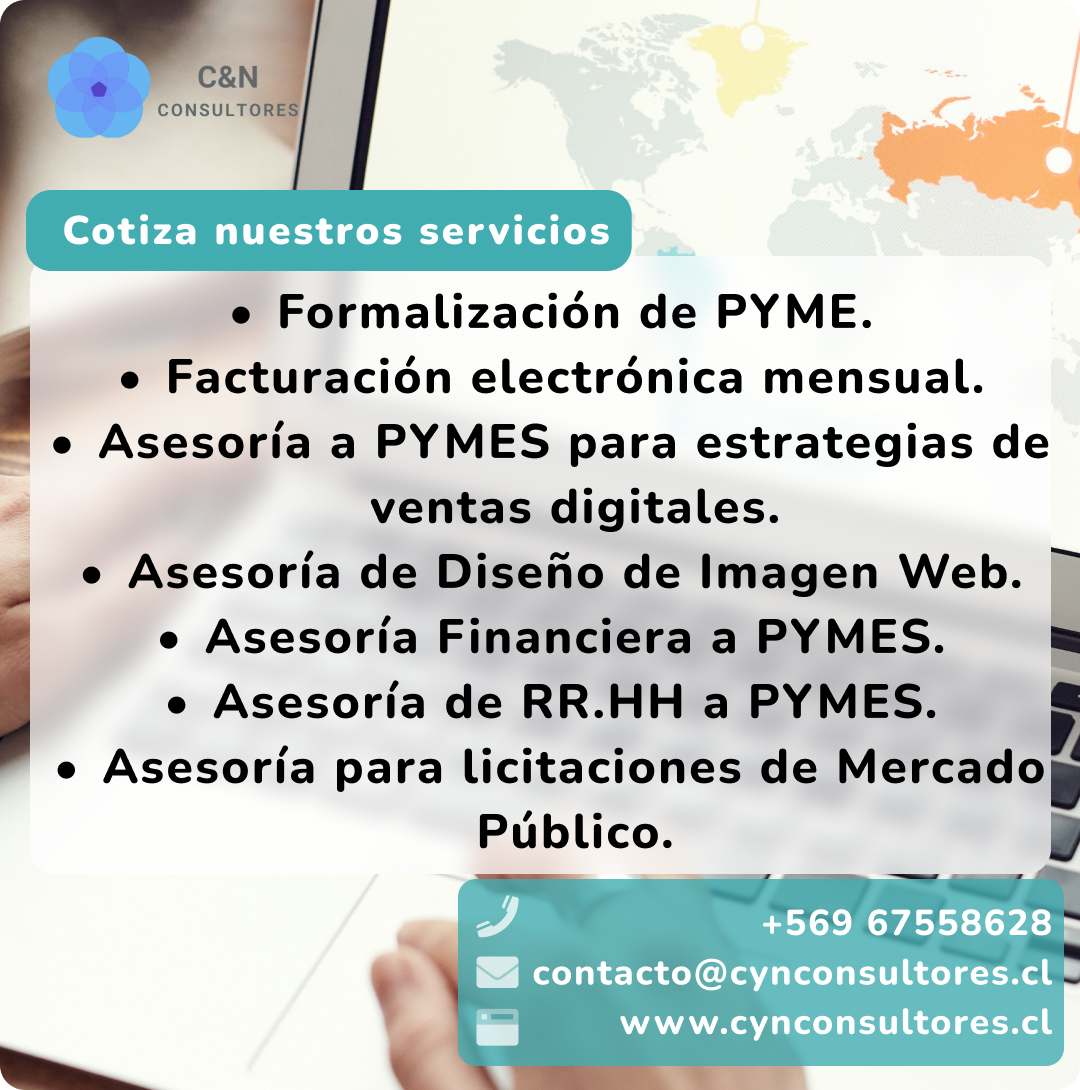 C&N
CONSULTORES
Cotiza nuestros servicios
• Formalización de PYME.
• Facturación electrónica mensual.
• Asesoría a PYMES para estrategias de
ventas digitales.
• Asesoría de Diseño de Imagen Web.
• Asesoría Financiera a PYMES.
• Asesoría de RR.HH a PYMES.
• Asesoría para licitaciones de Mercado
Público.
+569 67558628
contacto@cynconsultores.cl
www.cynconsultores.cl